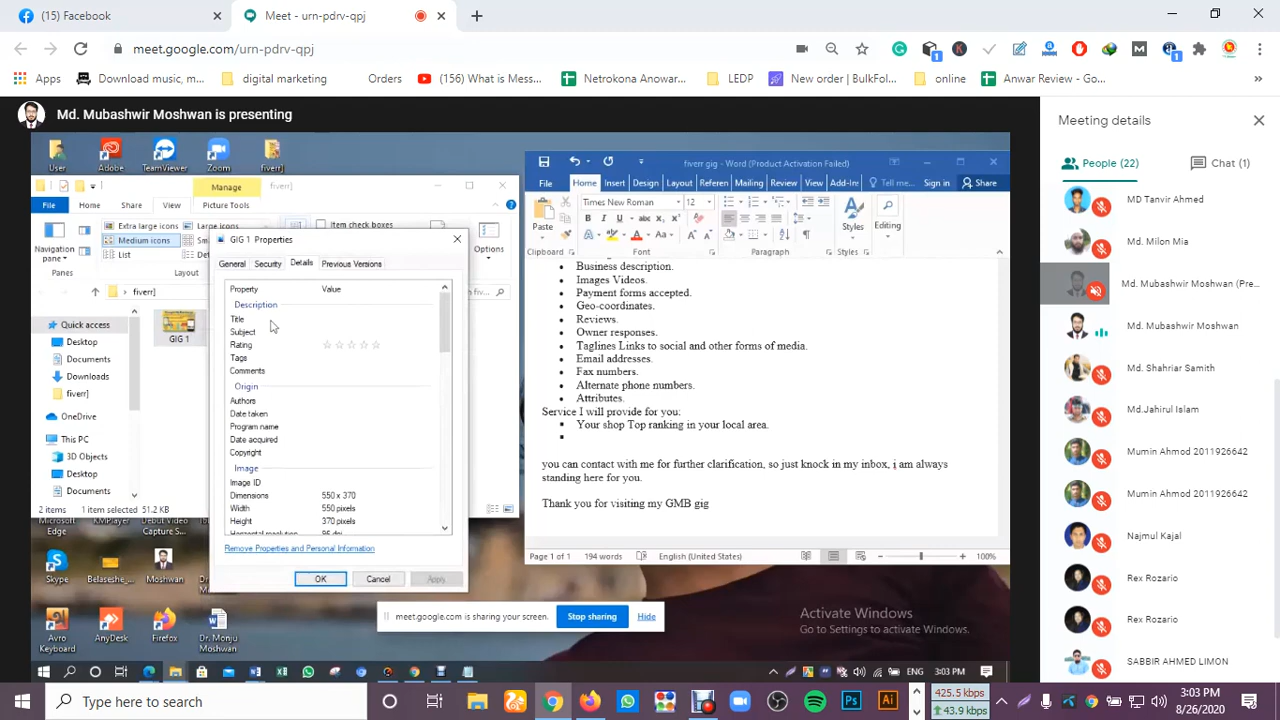 (15) Facebook
Meet - urn-pdrv-qpj
meet.google.com/urn-pdrv-qpj
Apps
Download music, m...
digital marketing
Orders
(156) What is Mess...
Netrokona Anowar...
LEDP
New order | BulkFol...
online
Anwar Review - Go...
Md. Mubashwir Moshwan is presenting
Meeting details
People (22)
Chat (1)
MD Tanvir Ahmed
Md. Milon Mia
Md. Mubashwir Moshwan (Pre...
Md. Mubashwir Moshwan
Md. Shahriar Samith
Md.Jahirul Islam
Mumin Ahmod 2011926642
Mumin Ahmod 2011926642
Najmul Kajal
Rex Rozario
Rex Rozario
SABBIR AHMED LIMON
User
Adobe
TeamViewer
Zoom
fiverr]
Manage
fiverr]
File
Home
Share
View
Picture Tools
Navigation pane
Extra large icons
Large icons
Medium icons
List
Item check boxes
Options
Panes
Layout
fiverr]
Quick access
Desktop
Documents
Downloads
fiverr]
OneDrive
This PC
3D Objects
Desktop
Documents
GIG 1
2 items
1 item selected
51.2 KB
GIG 1 Properties
General
Security
Details
Previous Versions
Property
Value
Description
Title
Subject
Rating
Tags
Comments
Origin
Authors
Date taken
Program name
Date acquired
Copyright
Image
Image ID
Dimensions
550 x 370
Width
550 pixels
Height
370 pixels
Horizontal resolution
96 dpi
Remove Properties and Personal Information
OK
Cancel
Apply
fiverr gig - Word (Product Activation Failed)
File
Home
Insert
Design
Layout
Referen
Mailing
Review
View
Add-Ins
Tell me...
Sign in
Share
Paste
Times New Roman
12
Styles
Editing
Clipboard
Font
Paragraph
Styles
Business description.
Images Videos.
Payment forms accepted.
Geo-coordinates.
Reviews.
Owner responses.
Taglines Links to social and other forms of media.
Email addresses.
Fax numbers.
Alternate phone numbers.
Attributes.
Service I will provide for you;
Your shop Top ranking in your local area.
you can contact with me for further clarification, so just knock in my inbox, i am always
standing here for you.
Thank you for visiting my GMB gig
Page 1 of 1
194 words
English (United States)
100%
Microsoft Edge
KMPlayer
Debut Video Capture S...
Skype
Belaseshe...
Moshwan
Avro Keyboard
AnyDesk
Firefox
Dr. Monju
meet.google.com is sharing your screen.
Stop sharing
Hide
Activate Windows
Go to Settings to activate Windows.
ENG
3:03 PM
Type here to search
425.5 kbps
43.9 kbps
3:03 PM
8/26/2020